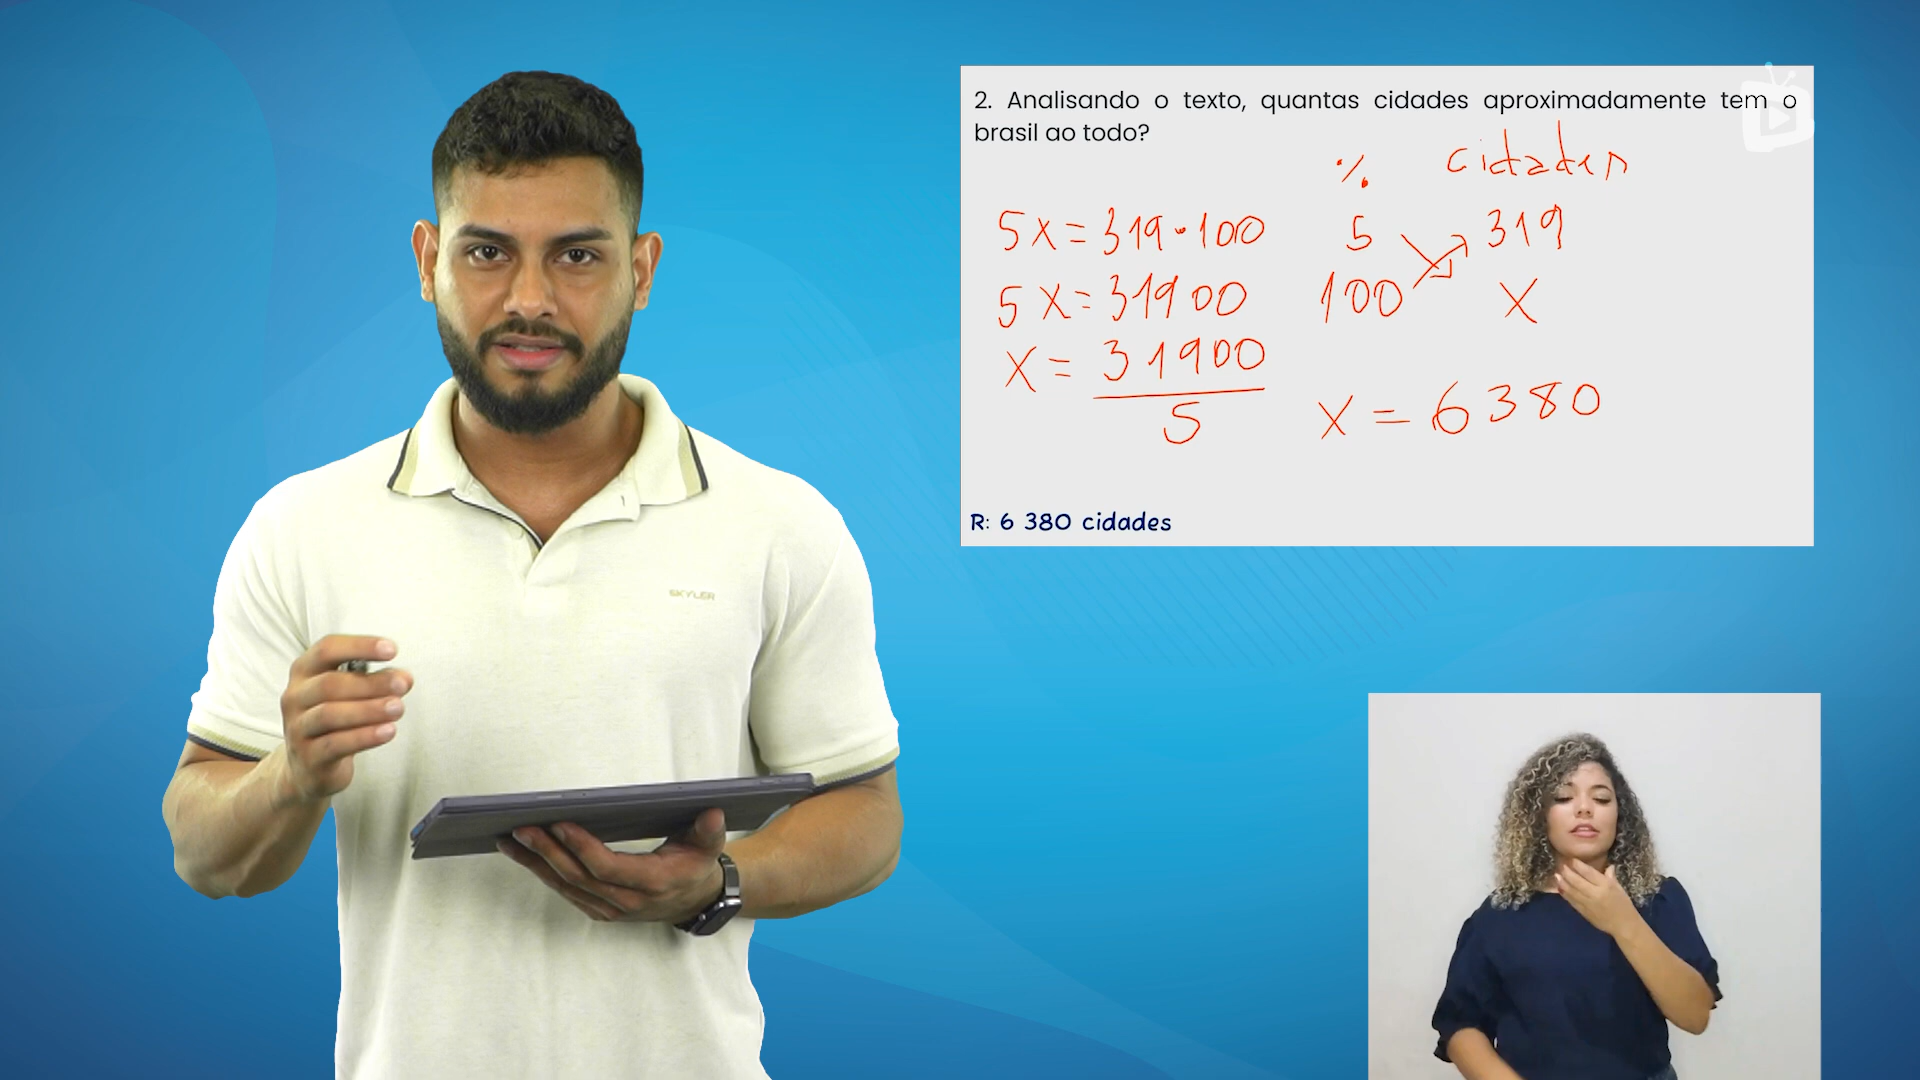 2. Analisando o texto, quantas cidades aproximadamente tem o
brasil ao todo?
% cidades
5x = 319 • 100
5 319
5x = 31900
100 x
x = 31900
5
x = 6380
R: 6 380 cidades
SKYLER